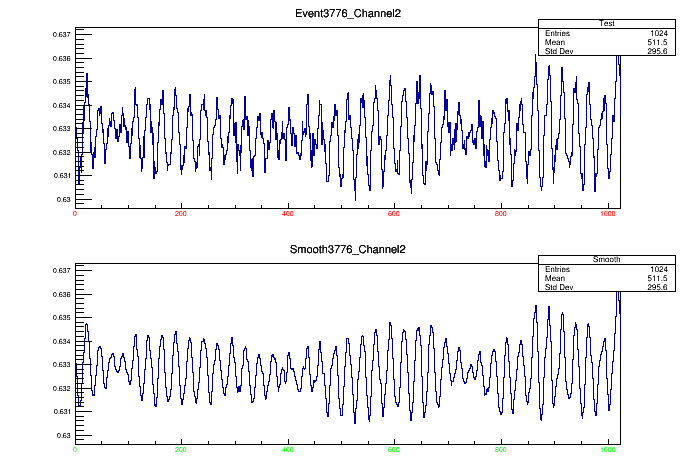 Event3776_Channel2
Test
Entries 1024
Mean 511.5
Std Dev 295.6
0.637
0.636
0.635
0.634
0.633
0.632
0.631
0.63
0 200 400 600 800 1000
Smooth3776_Channel2
Smooth
Entries 1024
Mean 511.5
Std Dev 295.6
0.637
0.636
0.635
0.634
0.633
0.632
0.631
0.63
0 200 400 600 800 1000